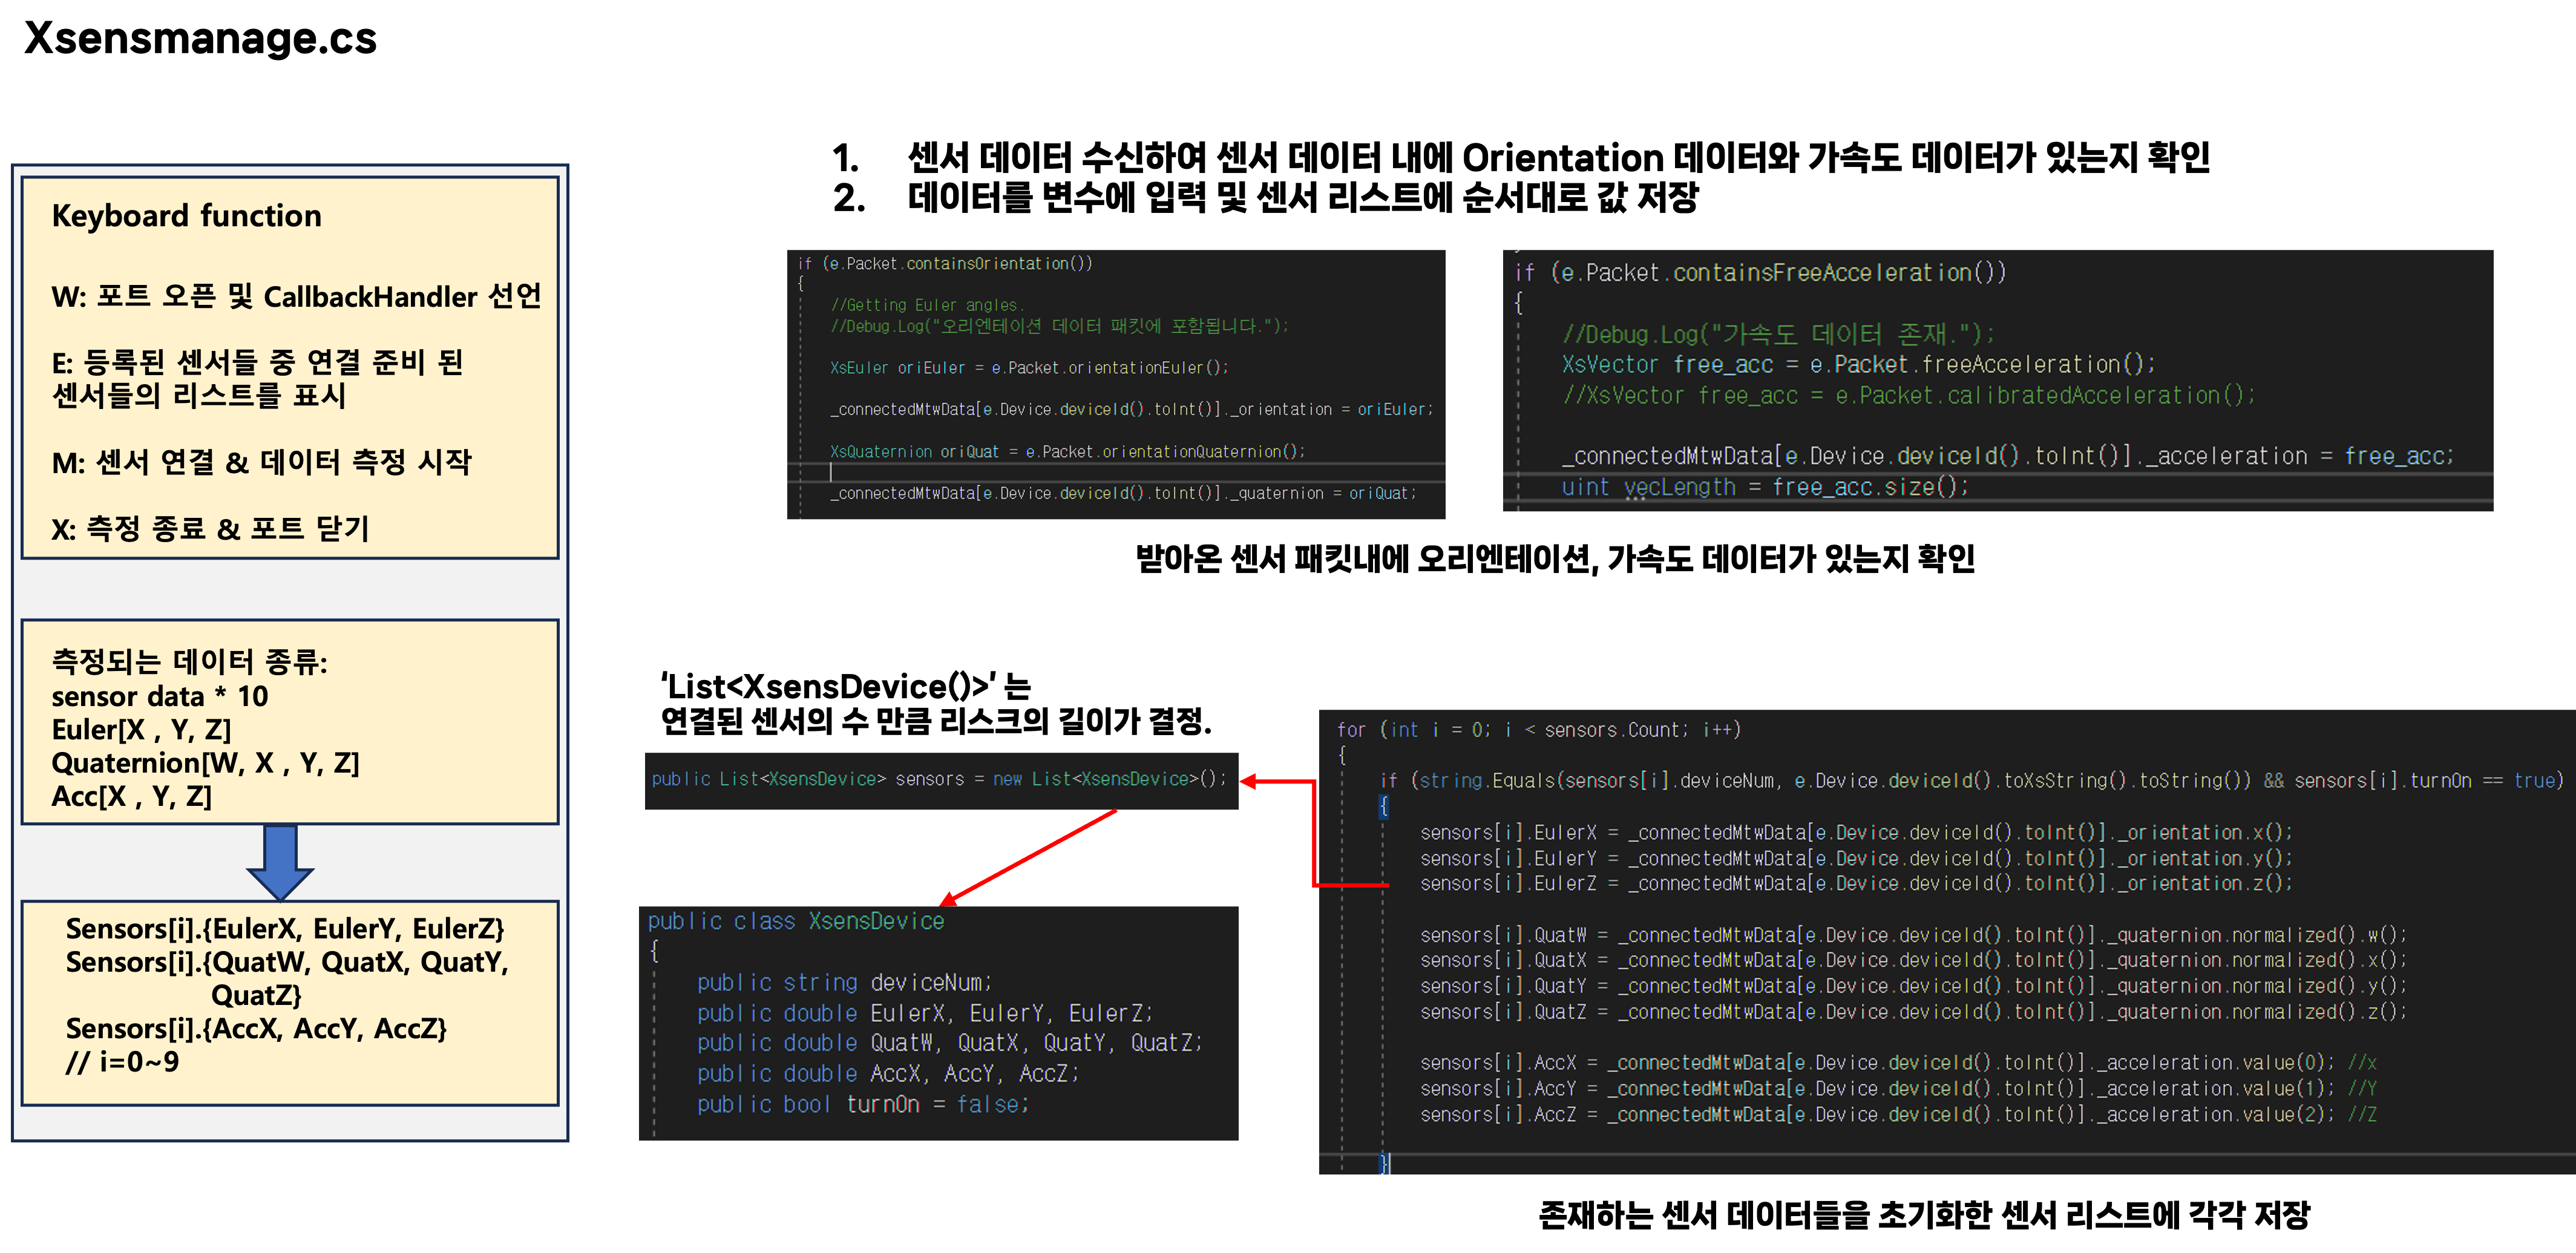 Xsensmanage.cs
Keyboard function
W: 포트 오픈 및 CallbackHandler 선언
E: 등록된 센서들 중 연결 준비 된
센서들의 리스트를 표시
M: 센서 연결 & 데이터 측정 시작
X: 측정 종료 & 포트 닫기
측정되는 데이터 종류:
sensor data * 10
Euler[X , Y, Z]
Quaternion[W, X , Y, Z]
Acc[X , Y, Z]
Sensors[i].{EulerX, EulerY, EulerZ}
Sensors[i].{QuatW, QuatX, QuatY,
QuatZ}
Sensors[i].{AccX, AccY, AccZ}
// i=0~9
1. 센서 데이터 수신하여 센서 데이터 내에 Orientation 데이터와 가속도 데이터가 있는지 확인
2. 데이터를 변수에 입력 및 센서 리스트에 순서대로 값 저장
if (e.Packet.containsOrientation())
{
//Getting Euler angles.
//Debug.Log("오리엔테이션 데이터 패킷에 포함됩니다.");
XsEuler oriEuler = e.Packet.orientationEuler();
_connectedMtwData[e.Device.deviceId().toInt()]._orientation = oriEuler;
XsQuaternion oriQuat = e.Packet.orientationQuaternion();
_connectedMtwData[e.Device.deviceId().toInt()]._quaternion = oriQuat;
if (e.Packet.containsFreeAcceleration())
{
//Debug.Log("가속도 데이터 존재.");
XsVector free_acc = e.Packet.freeAcceleration();
//XsVector free_acc = e.Packet.calibratedAcceleration();
_connectedMtwData[e.Device.deviceId().toInt()]._acceleration = free_acc;
uint vecLength = free_acc.size();
받아온 센서 패킷내에 오리엔테이션, 가속도 데이터가 있는지 확인
‘List<XsensDevice()>’ 는
연결된 센서의 수 만큼 리스크의 길이가 결정.
public List<XsensDevice> sensors = new List<XsensDevice>();
public class XsensDevice
{
public string deviceNum;
public double EulerX, EulerY, EulerZ;
public double QuatW, QuatX, QuatY, QuatZ;
public double AccX, AccY, AccZ;
public bool turnOn = false;
for (int i = 0; i < sensors.Count; i++)
{
if (string.Equals(sensors[i].deviceNum, e.Device.deviceId().toXsString().toString()) && sensors[i].turnOn == true)
{
sensors[i].EulerX = _connectedMtwData[e.Device.deviceId().toInt()]._orientation.x();
sensors[i].EulerY = _connectedMtwData[e.Device.deviceId().toInt()]._orientation.y();
sensors[i].EulerZ = _connectedMtwData[e.Device.deviceId().toInt()]._orientation.z();
sensors[i].QuatW = _connectedMtwData[e.Device.deviceId().toInt()]._quaternion.normalized().w();
sensors[i].QuatX = _connectedMtwData[e.Device.deviceId().toInt()]._quaternion.normalized().x();
sensors[i].QuatY = _connectedMtwData[e.Device.deviceId().toInt()]._quaternion.normalized().y();
sensors[i].QuatZ = _connectedMtwData[e.Device.deviceId().toInt()]._quaternion.normalized().z();
sensors[i].AccX = _connectedMtwData[e.Device.deviceId().toInt()]._acceleration.value(0); //x
sensors[i].AccY = _connectedMtwData[e.Device.deviceId().toInt()]._acceleration.value(1); //Y
sensors[i].AccZ = _connectedMtwData[e.Device.deviceId().toInt()]._acceleration.value(2); //Z
}
존재하는 센서 데이터들을 초기화한 센서 리스트에 각각 저장